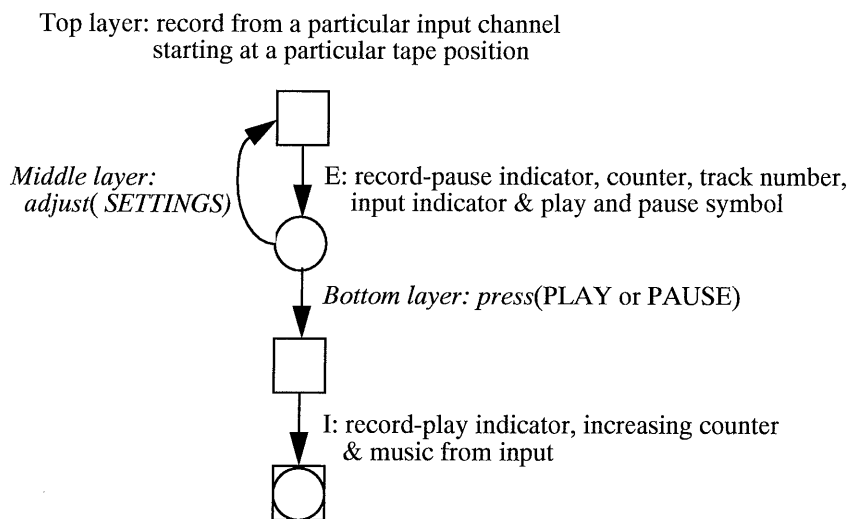 Top layer: record from a particular input channel
starting at a particular tape position
Middle layer:
adjust( SETTINGS)
E: record-pause indicator, counter, track number,
input indicator & play and pause symbol
Bottom layer: press(PLAY or PAUSE)
I: record-play indicator, increasing counter
& music from input